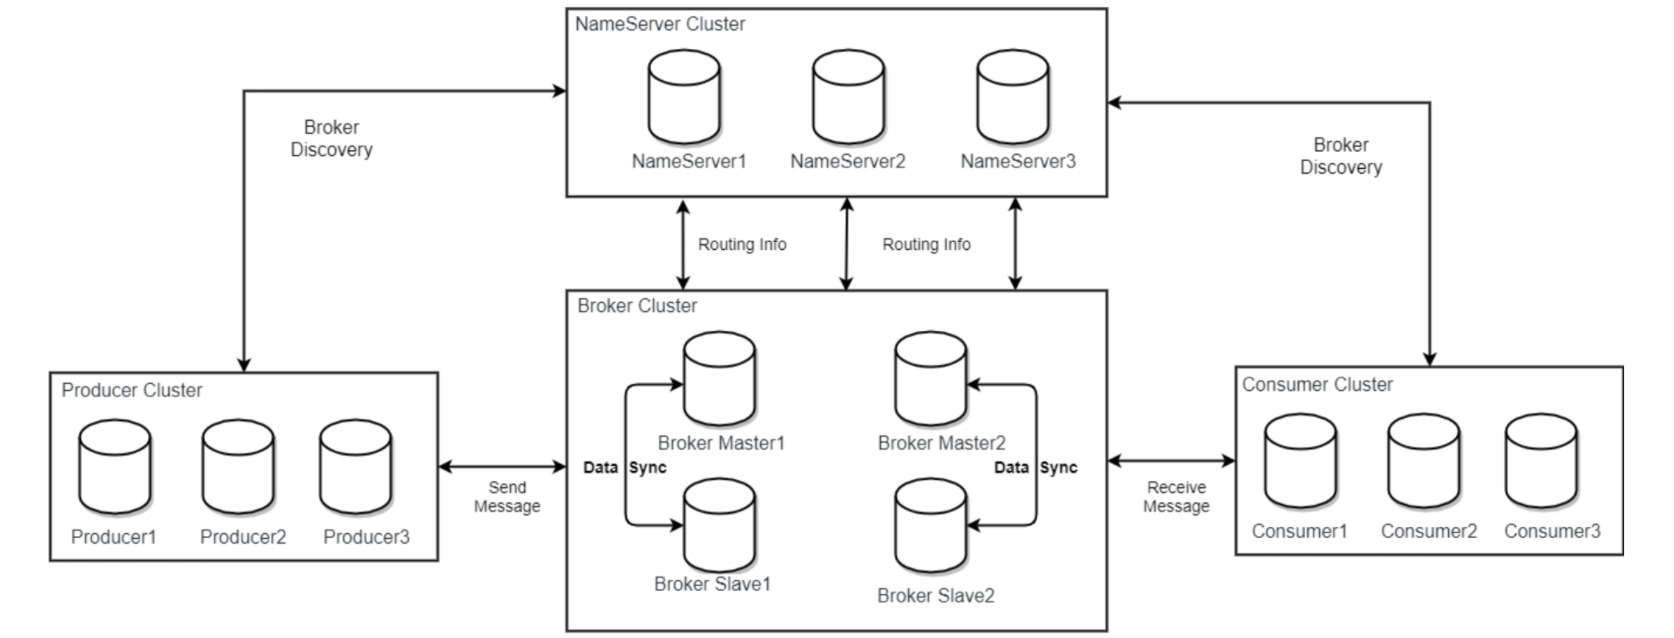 NameServer Cluster
NameServer1
NameServer2
NameServer3
Broker
Discovery
Broker
Discovery
Routing Info
Routing Info
Broker Cluster
Broker Master1
Broker Master2
Data Sync
Data Sync
Broker Slave1
Broker Slave2
Producer Cluster
Producer1
Producer2
Producer3
Send
Message
Receive
Message
Consumer Cluster
Consumer1
Consumer2
Consumer3